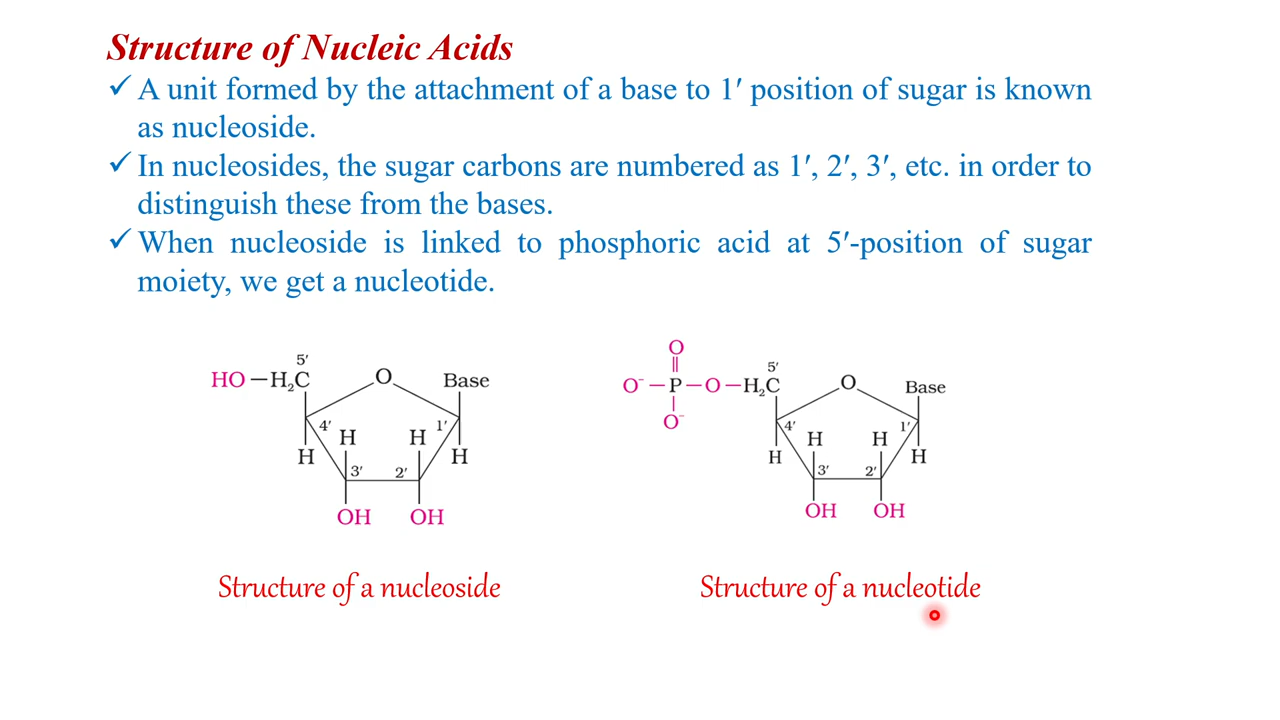 Structure of Nucleic Acids
✓ A unit formed by the attachment of a base to 1′ position of sugar is known
as nucleoside.
✓ In nucleosides, the sugar carbons are numbered as 1′, 2′, 3′, etc. in order to
distinguish these from the bases.
✓ When nucleoside is linked to phosphoric acid at 5′-position of sugar
moiety, we get a nucleotide.
5′
HO–H₂C O Base
4′ 1′
H H
H H
3′ 2′
OH OH
Structure of a nucleoside
O
5′
O⁻–P–O–H₂C O Base
O⁻
4′ 1′
H H
H H
3′ 2′
OH OH
Structure of a nucleotide